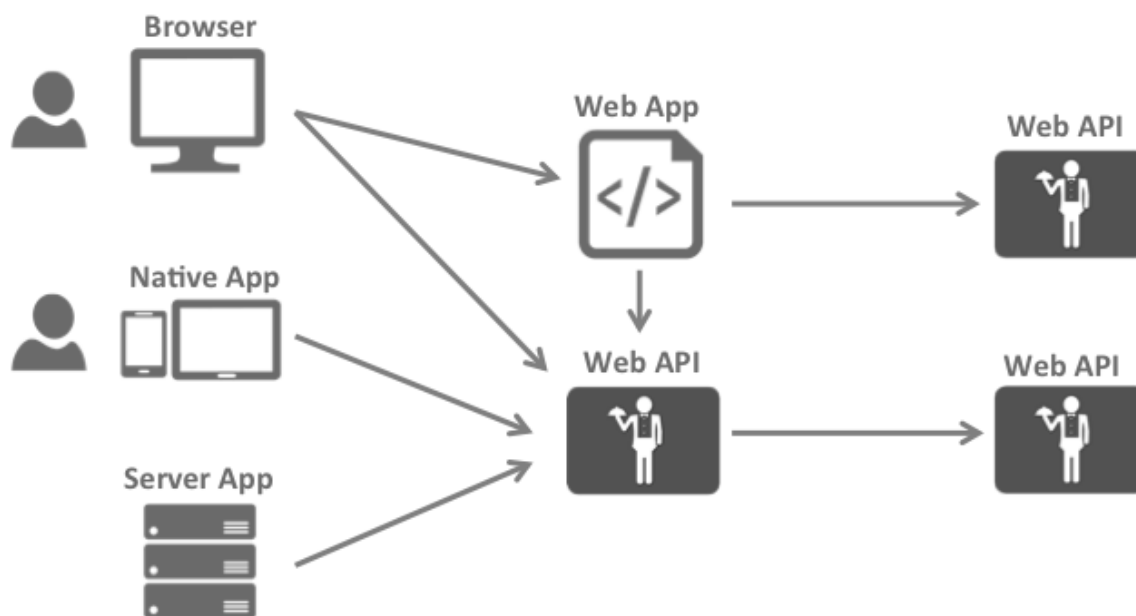 Browser
Web App
</>
Web API
Native App
Web API
Web API
Server App